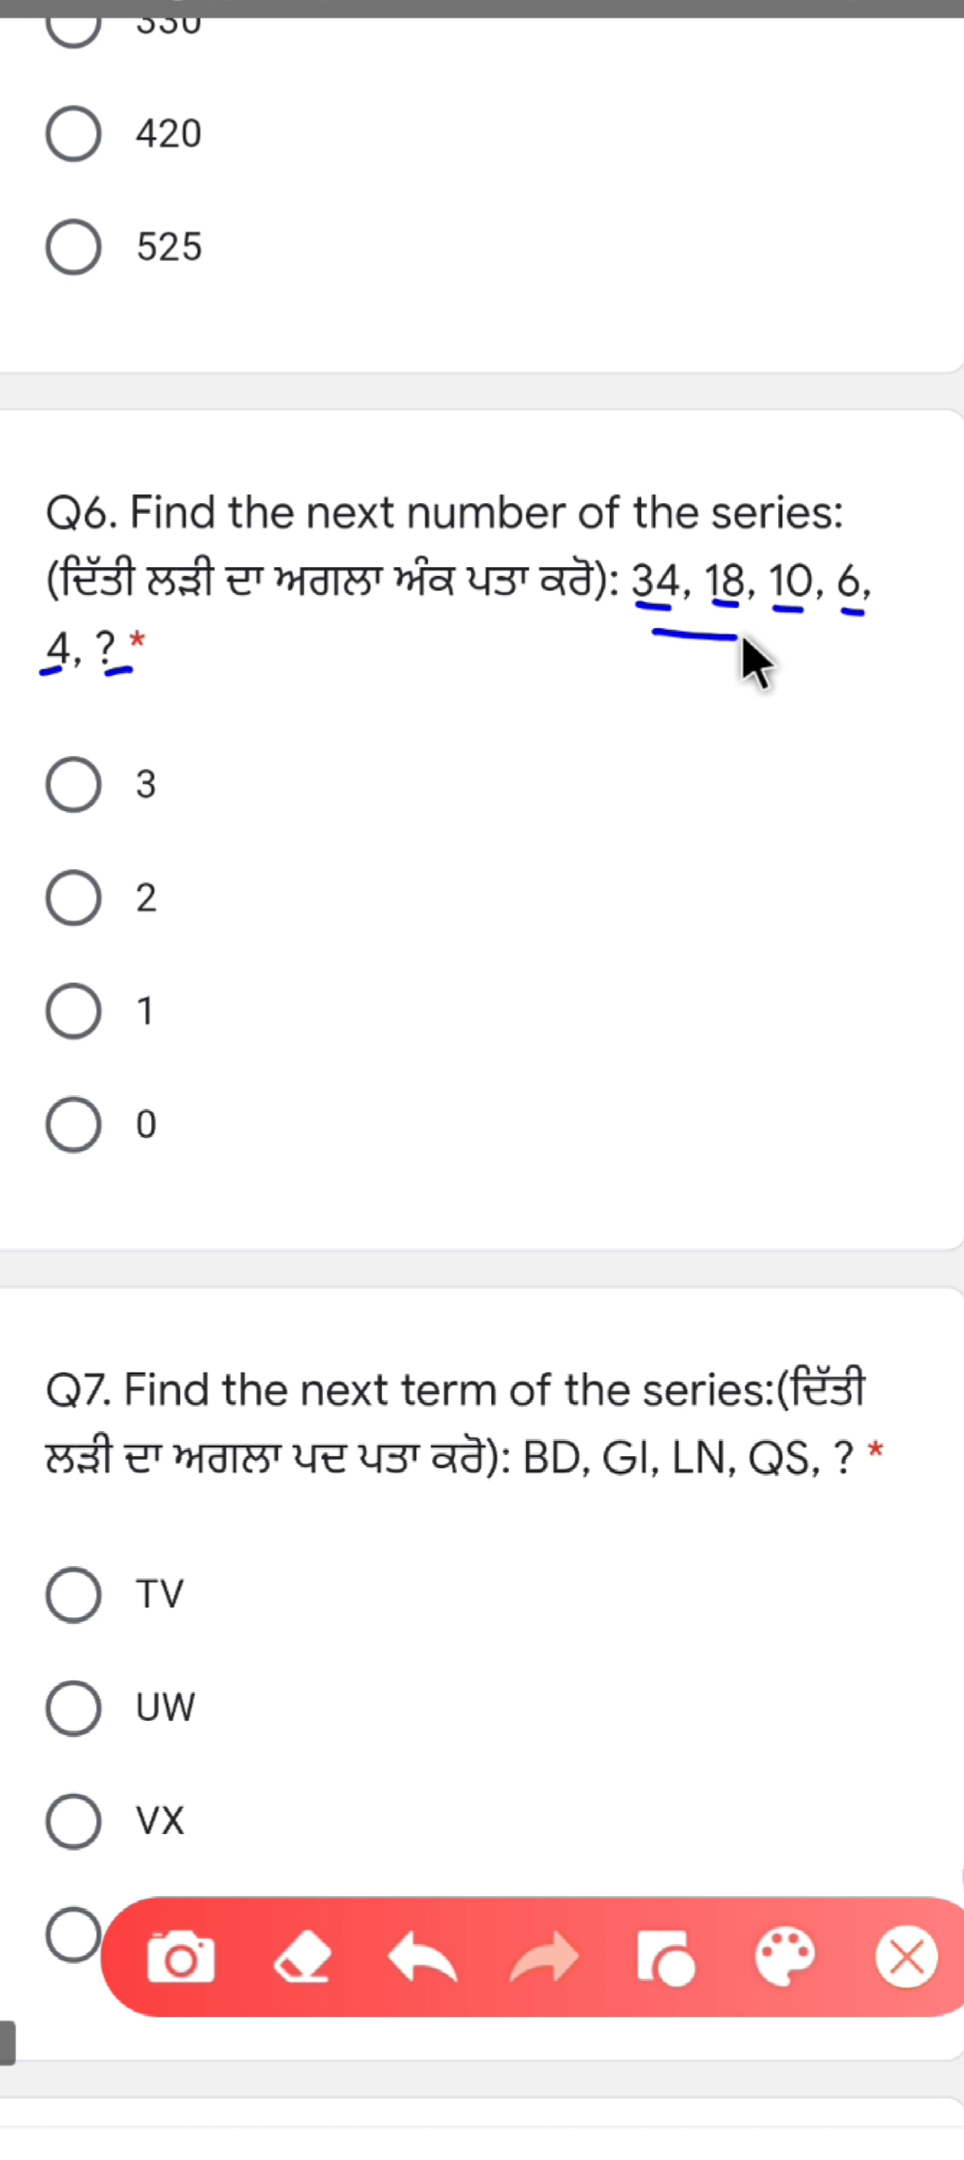 330
420
525
Q6. Find the next number of the series:
(ਦਿੱਤੀ ਲੜੀ ਦਾ ਅਗਲਾ ਅੰਕ ਪਤਾ ਕਰੋ): 34, 18, 10, 6,
4, ? *
3
2
1
0
Q7. Find the next term of the series:(ਦਿੱਤੀ
ਲੜੀ ਦਾ ਅਗਲਾ ਪਦ ਪਤਾ ਕਰੋ): BD, GI, LN, QS, ? *
TV
UW
VX